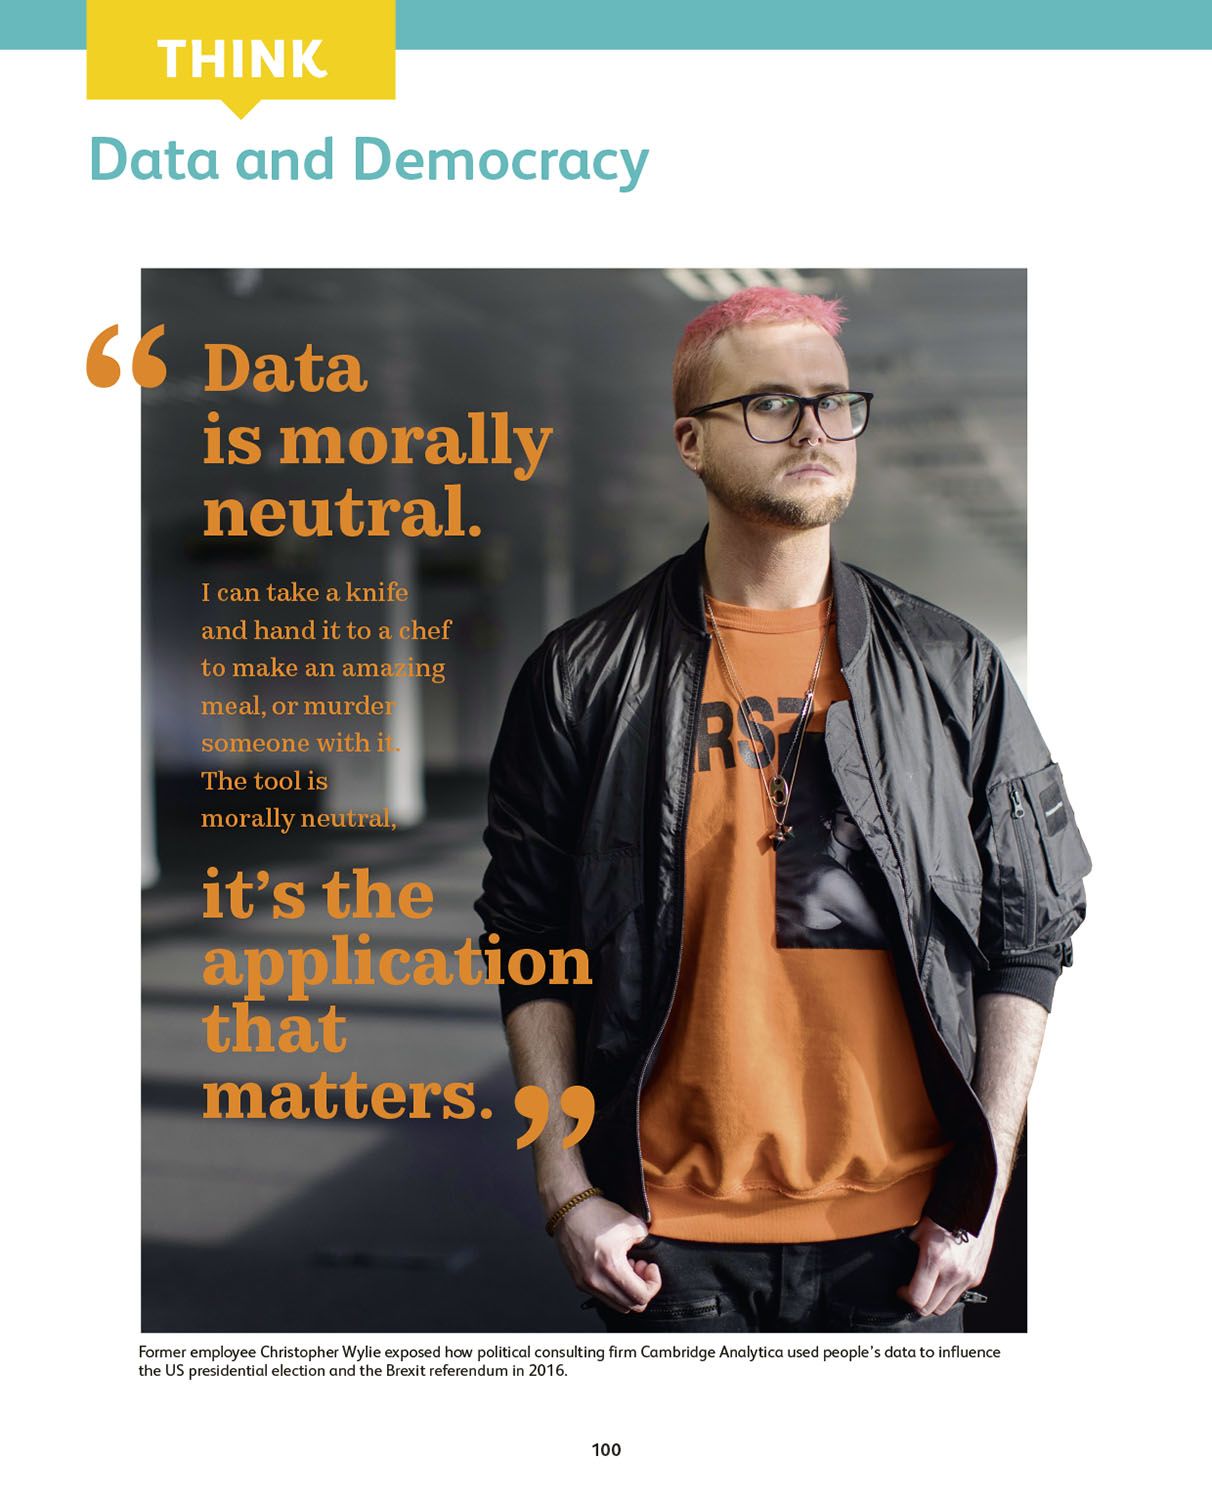 THINK
Data and Democracy
“ Data
is morally
neutral.
I can take a knife
and hand it to a chef
to make an amazing
meal, or murder
someone with it.
The tool is
morally neutral,
it’s the
application
that
matters. ”
RSZ
Former employee Christopher Wylie exposed how political consulting firm Cambridge Analytica used people’s data to influence
the US presidential election and the Brexit referendum in 2016.
100